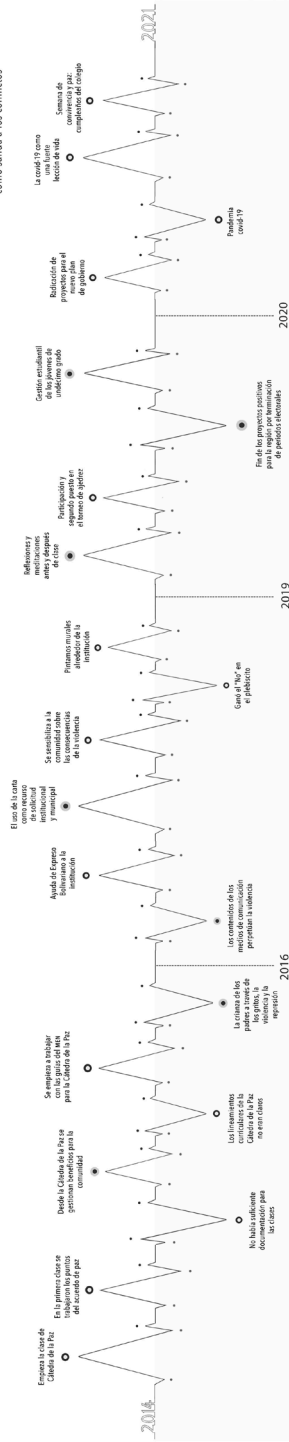 como salida a los conflictos
2014
Empieza la clase de
Cátedra de la Paz
En la primera clase se
trabajaron los puntos
del acuerdo de paz
No había suficiente
documentación para
las clases
Desde la Cátedra de la Paz se
gestionan beneficios para la
comunidad
Los lineamientos
curriculares de la
Cátedra de la Paz
no eran claros
Se empieza a trabajar
con las guías del MEN
para la Cátedra de la Paz
La crianza de los
padres a través de
los gritos, la
violencia y la
represión
2016
Los contenidos de los
medios de comunicación
perpetúan la violencia
Ayuda de Expreso
Bolivariano a la
institución
El uso de la carta
como recurso
de solicitud
institucional
y municipal
Se sensibiliza a la
comunidad sobre
las consecuencias
de la violencia
Ganó el "No" en
el plebiscito
Pintamos murales
alrededor de la
institución
2019
Reflexiones y
meditaciones
antes y después
de clase
Participación y
segundo puesto en
el torneo de ajedrez
Fin de los proyectos positivos
para la región por terminación
de periodos electorales
Gestión estudiantil
de los jóvenes de
undécimo grado
2020
Radicación de
proyectos para el
nuevo plan
de gobierno
Pandemia
covid-19
La covid-19 como
una fuerte
lección de vida
Semana de
convivencia y paz:
cumpleaños del colegio
2021